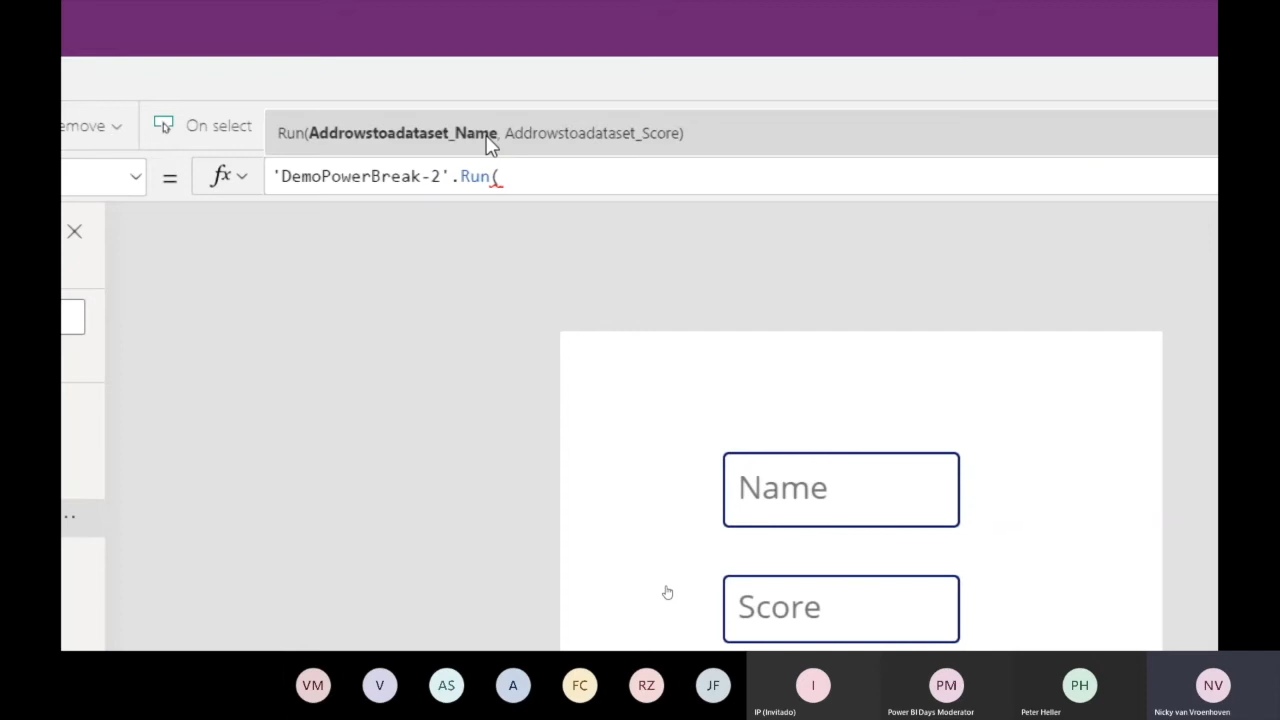 emove
On select
Run(Addrowstoadataset_Name, Addrowstoadataset_Score)
= fx 'DemoPowerBreak-2'.Run(
Name
Score
VM V AS A FC RZ JF I PM PH NV
IP (Invitado) Power BI Days Moderator Peter Heller Nicky van Vroenhoven